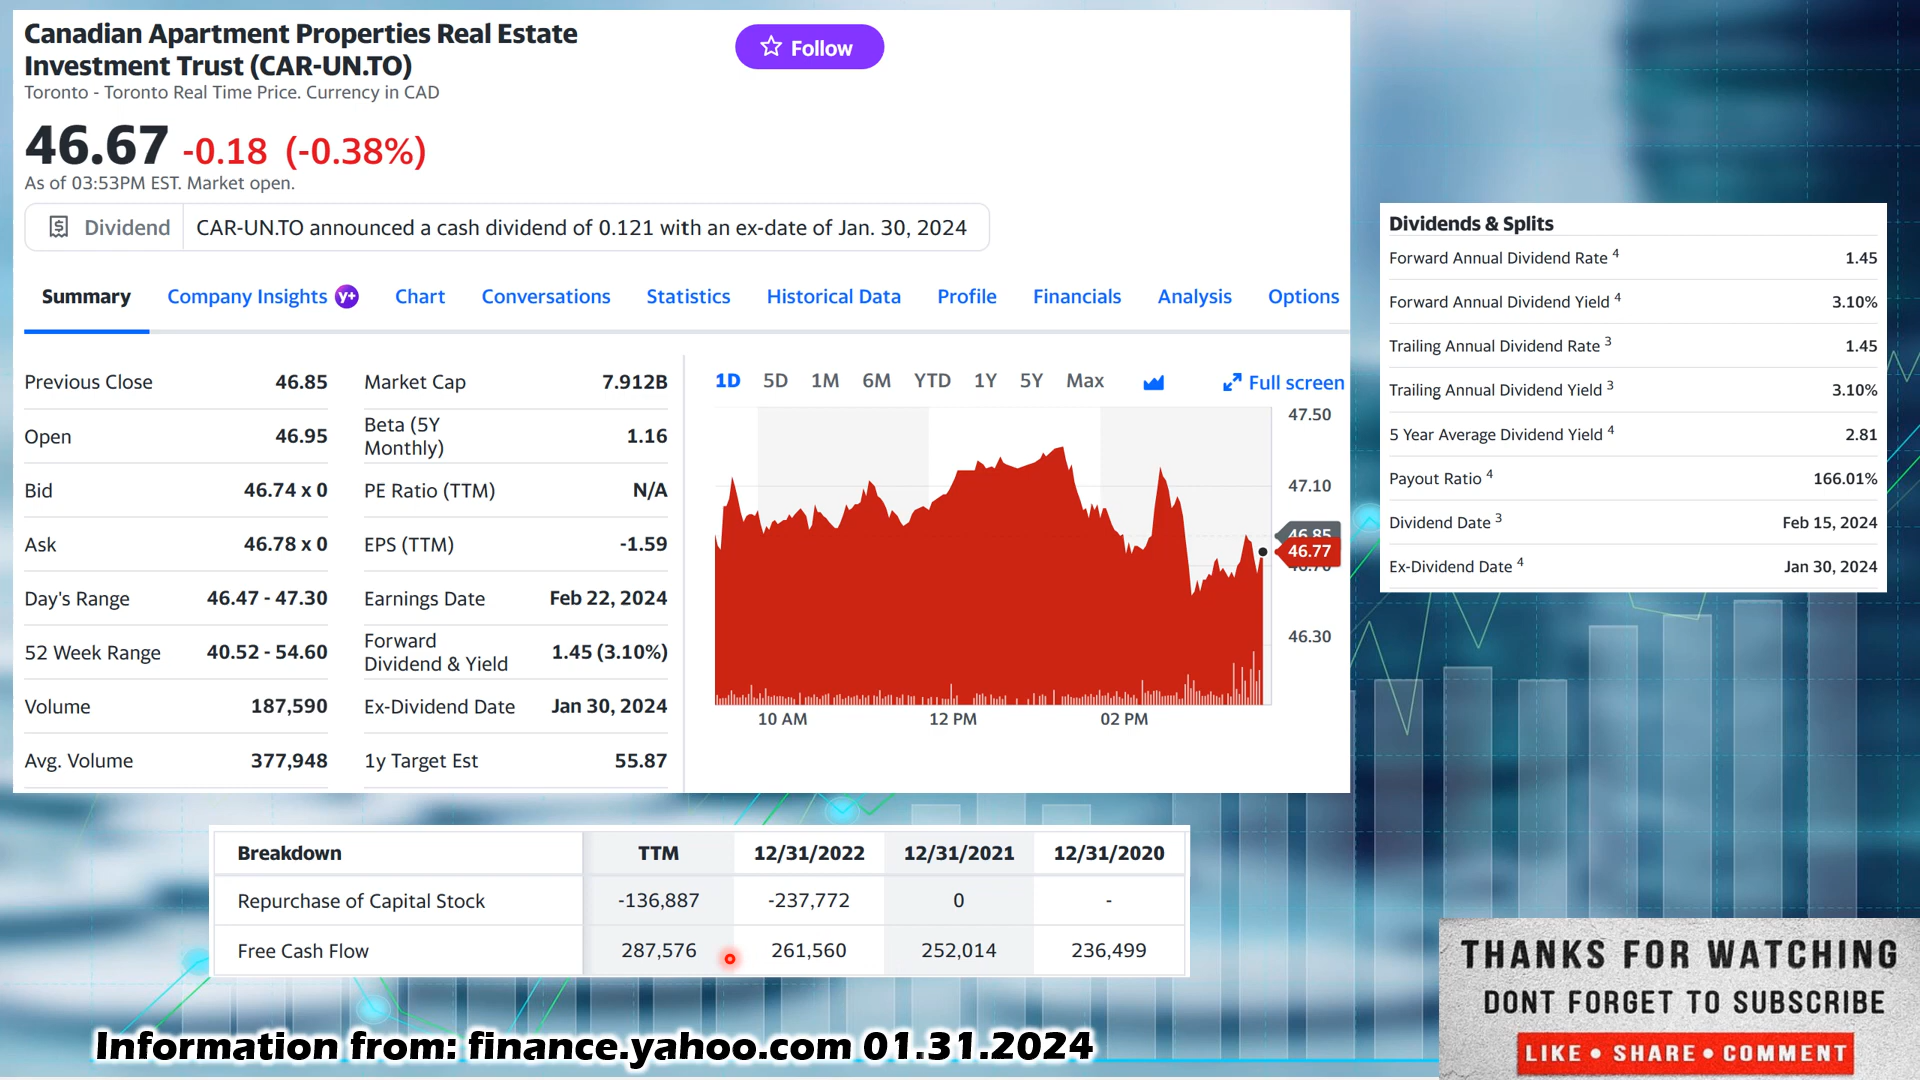 Canadian Apartment Properties Real Estate
Investment Trust (CAR-UN.TO)
Follow
Toronto - Toronto Real Time Price. Currency in CAD
46.67 -0.18 (-0.38%)
As of 03:53PM EST. Market open.
Dividend CAR-UN.TO announced a cash dividend of 0.121 with an ex-date of Jan. 30, 2024
Summary Company Insights y+ Chart Conversations Statistics Historical Data Profile Financials Analysis Options
Previous Close 46.85
Open 46.95
Bid 46.74 x 0
Ask 46.78 x 0
Day's Range 46.47 - 47.30
52 Week Range 40.52 - 54.60
Volume 187,590
Avg. Volume 377,948
Market Cap 7.912B
Beta (5Y
Monthly) 1.16
PE Ratio (TTM) N/A
EPS (TTM) -1.59
Earnings Date Feb 22, 2024
Forward
Dividend & Yield 1.45 (3.10%)
Ex-Dividend Date Jan 30, 2024
1y Target Est 55.87
1D 5D 1M 6M YTD 1Y 5Y Max Full screen
47.50
47.10
46.85
46.77
46.70
46.30
10 AM 12 PM 02 PM
Dividends & Splits
Forward Annual Dividend Rate 4 1.45
Forward Annual Dividend Yield 4 3.10%
Trailing Annual Dividend Rate 3 1.45
Trailing Annual Dividend Yield 3 3.10%
5 Year Average Dividend Yield 4 2.81
Payout Ratio 4 166.01%
Dividend Date 3 Feb 15, 2024
Ex-Dividend Date 4 Jan 30, 2024
Breakdown TTM 12/31/2022 12/31/2021 12/31/2020
Repurchase of Capital Stock -136,887 -237,772 0 -
Free Cash Flow 287,576 261,560 252,014 236,499
Information from: finance.yahoo.com 01.31.2024
THANKS FOR WATCHING
DONT FORGET TO SUBSCRIBE
LIKE • SHARE • COMMENT